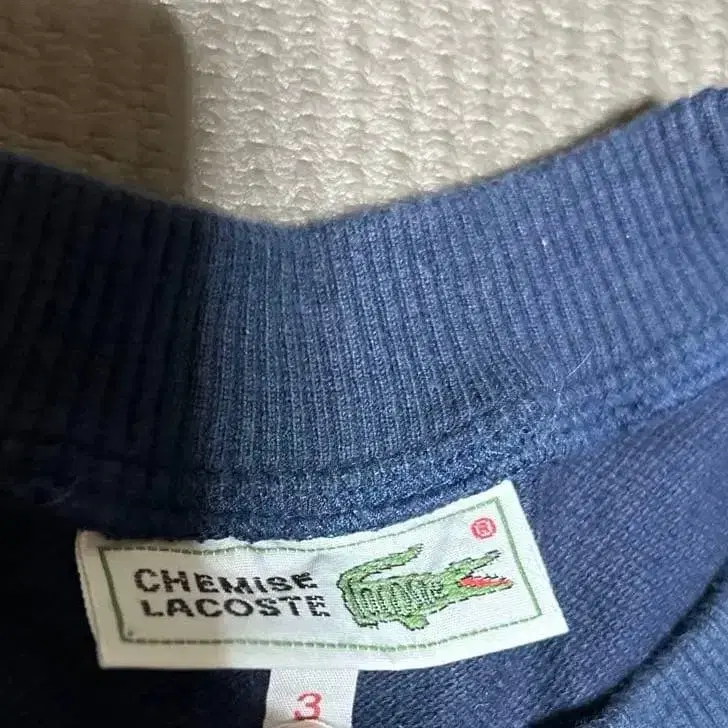 ®
CHEMISE
LACOSTE
3